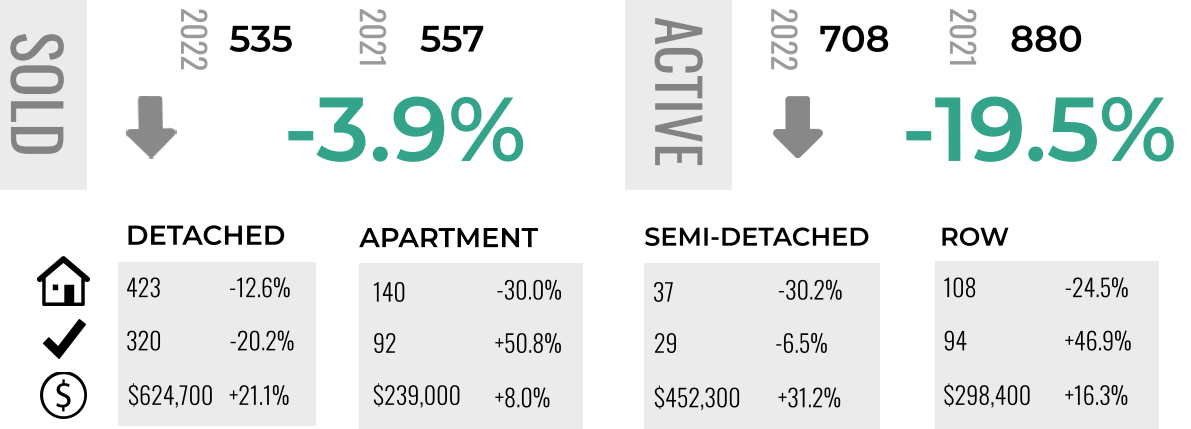 SOLD
2022 535 2021 557
-3.9%
ACTIVE
2022 708 2021 880
-19.5%
DETACHED
423 -12.6%
320 -20.2%
$624,700 +21.1%
APARTMENT
140 -30.0%
92 +50.8%
$239,000 +8.0%
SEMI-DETACHED
37 -30.2%
29 -6.5%
$452,300 +31.2%
ROW
108 -24.5%
94 +46.9%
$298,400 +16.3%
$